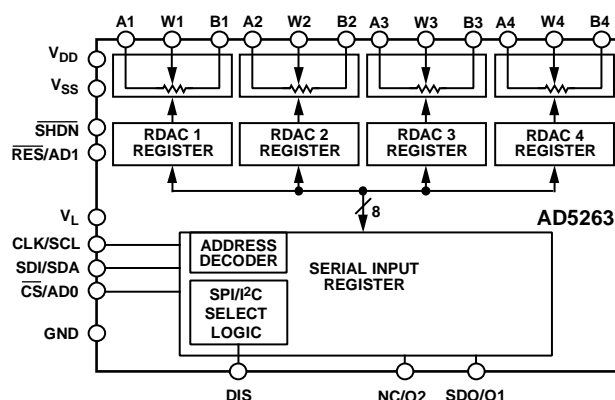 A1 W1 B1 A2 W2 B2 A3 W3 B3 A4 W4 B4
VDD
VSS
SHDN
RES/AD1
RDAC 1
REGISTER
RDAC 2
REGISTER
RDAC 3
REGISTER
RDAC 4
REGISTER
8
AD5263
VL
CLK/SCL
SDI/SDA
CS/AD0
GND
ADDRESS
DECODER
SERIAL INPUT
REGISTER
SPI/I²C
SELECT
LOGIC
DIS
NC/O2
SDO/O1